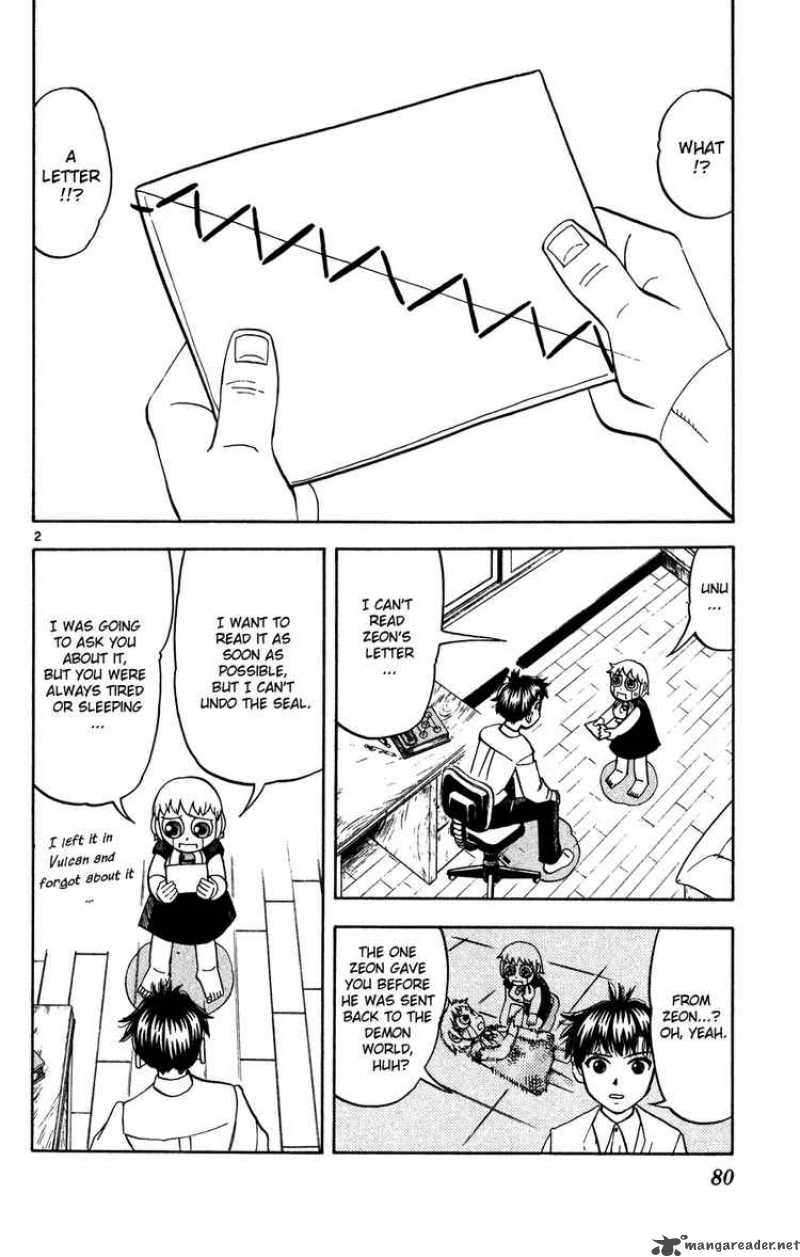 WHAT
!?
A
LETTER
!!?
2
UNU
...
I CAN'T
READ
ZEON'S
LETTER
...
FROM
ZEON...?
OH, YEAH.
THE ONE
ZEON GAVE
YOU BEFORE
HE WAS SENT
BACK TO THE
DEMON
WORLD,
HUH?
I WANT TO
READ IT AS
SOON AS
POSSIBLE,
BUT I CAN'T
UNDO THE SEAL.
I WAS GOING
TO ASK YOU
ABOUT IT,
BUT YOU WERE
ALWAYS TIRED
OR SLEEPING
...
I left it in
Vulcan and
forgot about it
...
80
mangareader.net